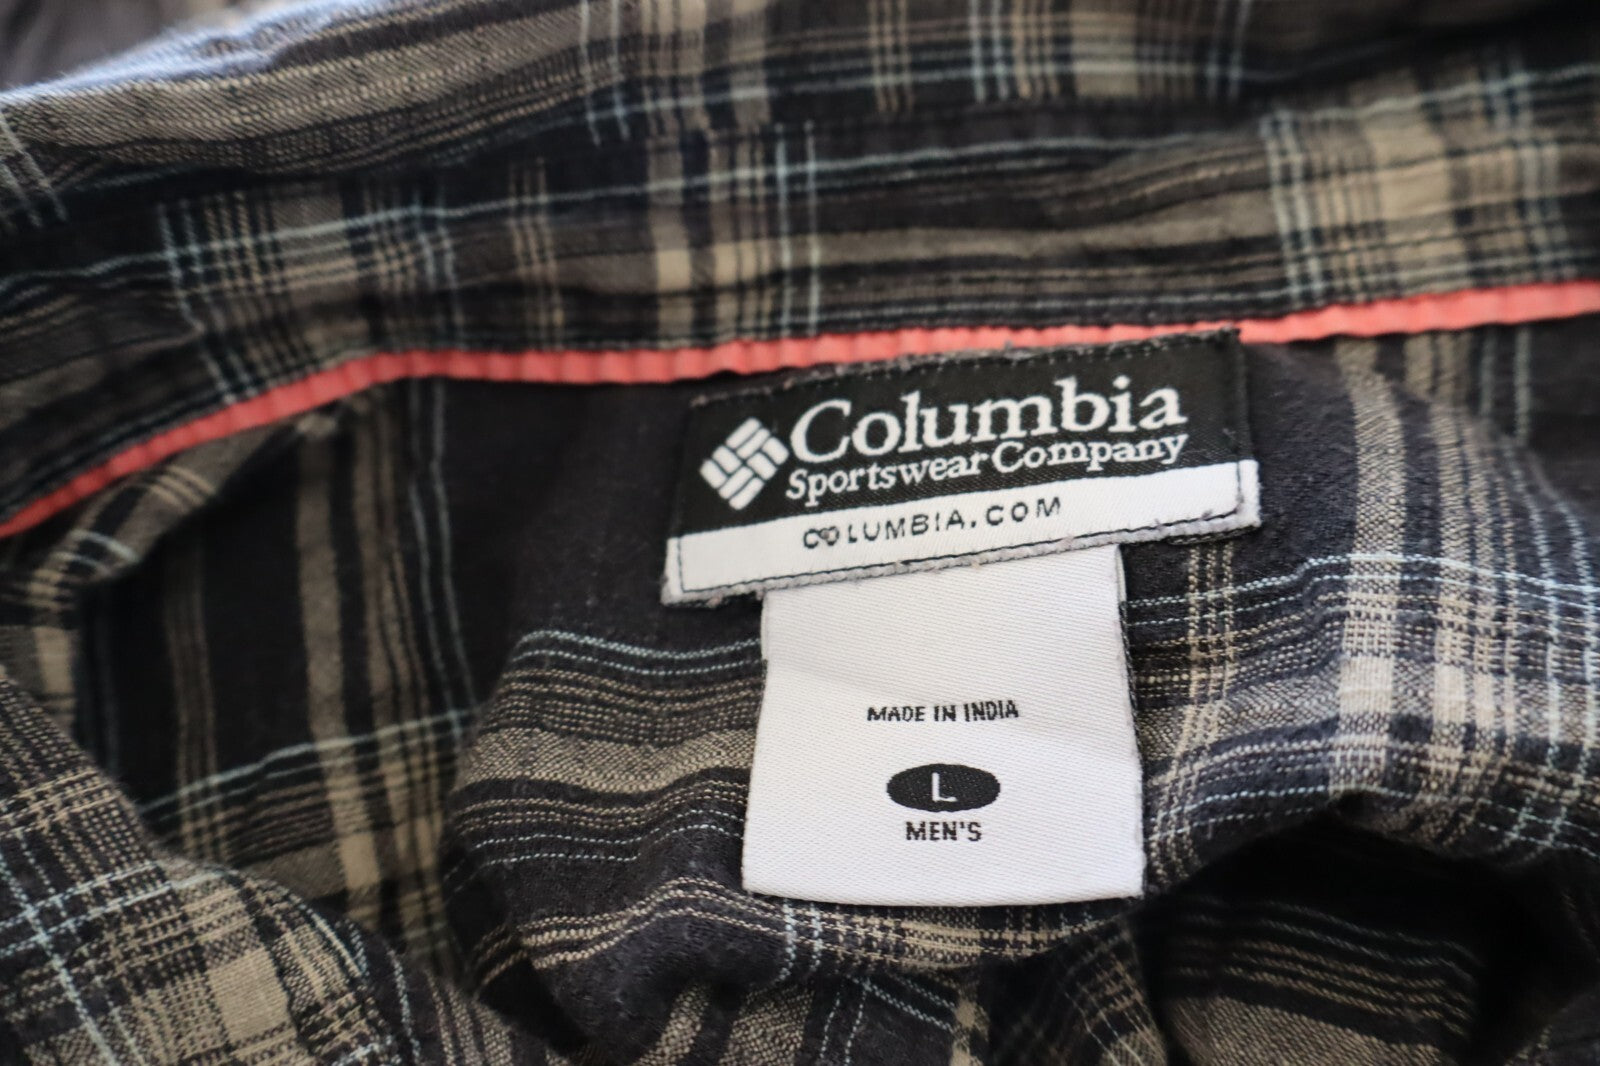 Columbia
Sportswear Company
COLUMBIA.COM
MADE IN INDIA
L
MEN'S